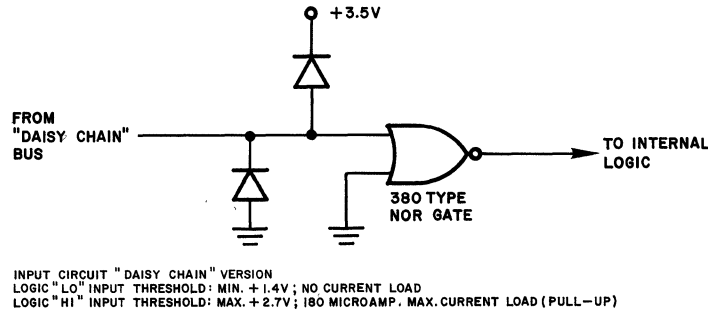 +3.5V
FROM
"DAISY CHAIN"
BUS
TO INTERNAL
LOGIC
380 TYPE
NOR GATE
INPUT CIRCUIT "DAISY CHAIN" VERSION
LOGIC "LO" INPUT THRESHOLD: MIN. +1.4V; NO CURRENT LOAD
LOGIC "HI" INPUT THRESHOLD: MAX. +2.7V; 180 MICROAMP. MAX. CURRENT LOAD (PULL-UP)